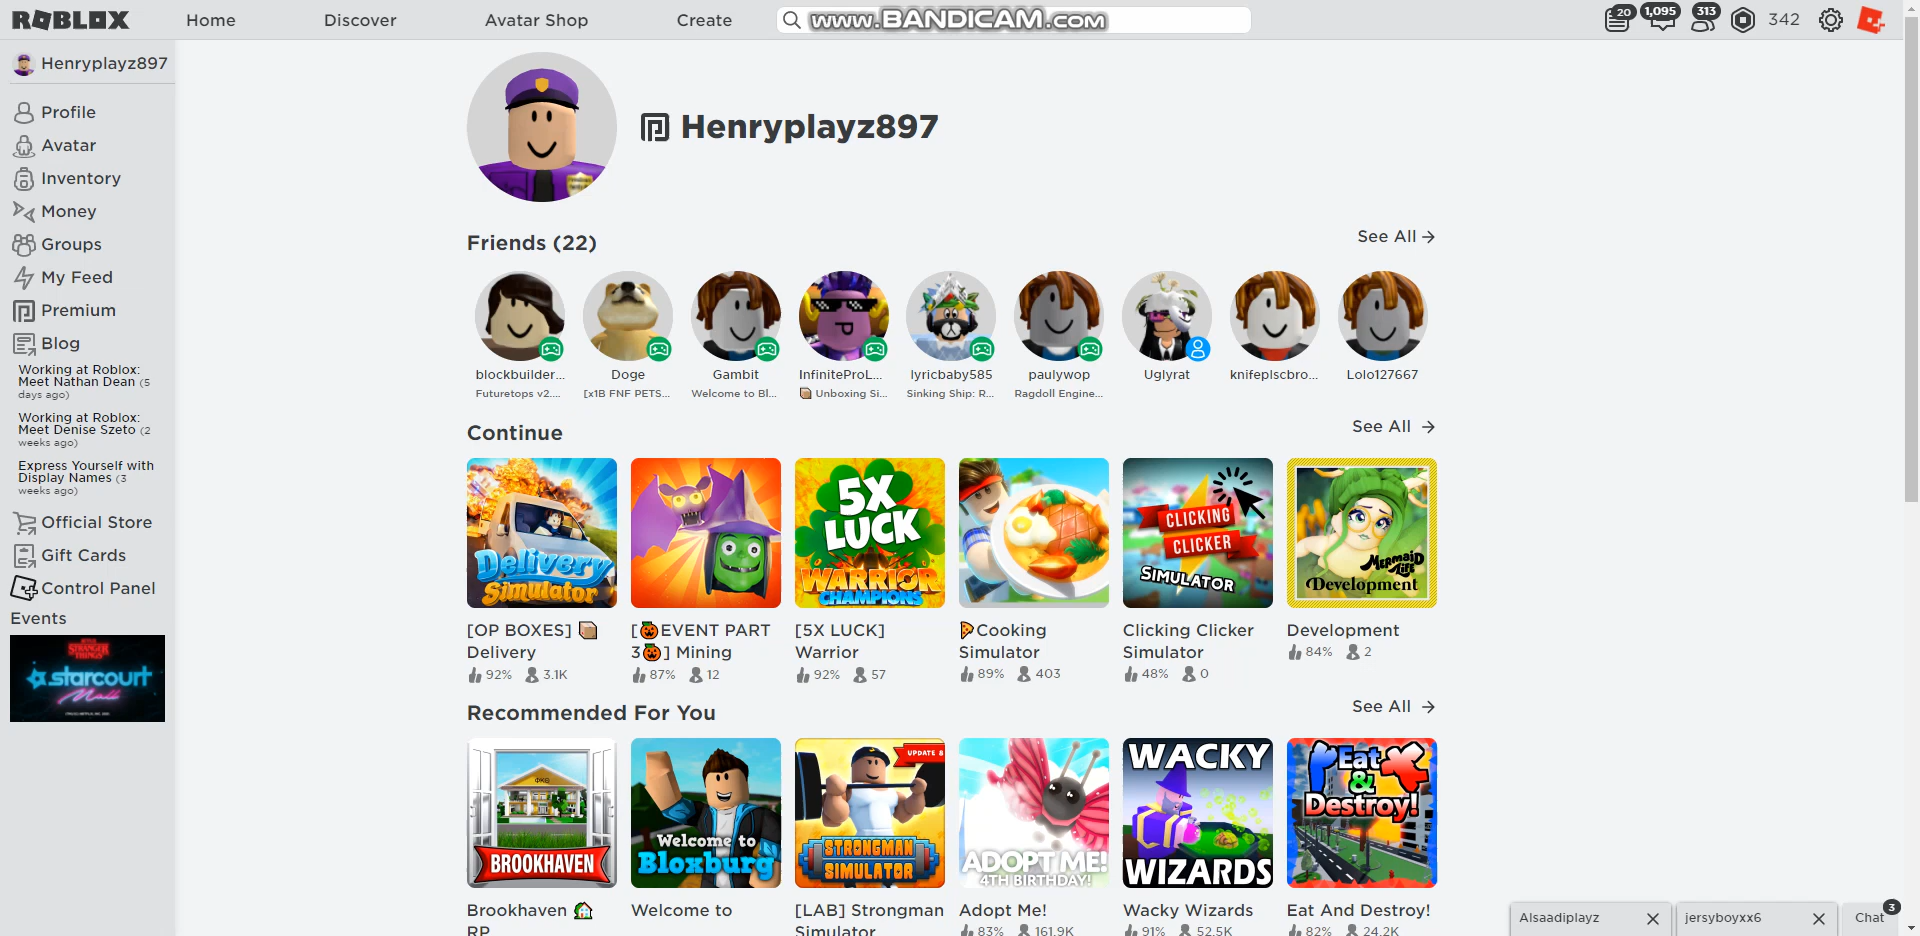 ROBLOX
Home
Discover
Avatar Shop
Create
www.BANDICAM.com
20
1,095
313
342
Henryplayz897
Profile
Avatar
Inventory
Money
Groups
My Feed
Premium
Blog
Working at Roblox:
Meet Nathan Dean (5
days ago)
Working at Roblox:
Meet Denise Szeto (2
weeks ago)
Express Yourself with
Display Names (3
weeks ago)
Official Store
Gift Cards
Control Panel
Events
STRANGER
THINGS
starcourt
Mall
Henryplayz897
Friends (22)
See All
blockbuilder...
Doge
Gambit
InfiniteProL...
lyricbaby585
paulywop
Uglyrat
knifeplscbro...
Lolo127667
Futuretops v2....
[x1B FNF PETS...
Welcome to Bl...
Unboxing Si...
Sinking Ship: R...
Ragdoll Engine...
Continue
See All
Delivery
Simulator
5X
LUCK
WARRIOR
CHAMPIONS
CLICKING
CLICKER
SIMULATOR
MERMAID
LIFE
Development
[OP BOXES] 📦
Delivery
92% 3.1K
[🎃EVENT PART
3🎃] Mining
87% 12
[5X LUCK]
Warrior
92% 57
🍕Cooking
Simulator
89% 403
Clicking Clicker
Simulator
48% 0
Development
84% 2
Recommended For You
See All
ΦΚΘ
BROOKHAVEN
Welcome to
Bloxburg
UPDATE 8
STRONGMAN
SIMULATOR
ADOPT ME!
4TH BIRTHDAY!
WACKY
WIZARDS
Eat
&
Destroy!
Brookhaven 🏠
RP
Welcome to
[LAB] Strongman
Simulator
Adopt Me!
83% 161.9K
Wacky Wizards
91% 52.5K
Eat And Destroy!
82% 24.2K
Alsaadiplayz
jersyboyxx6
Chat
3